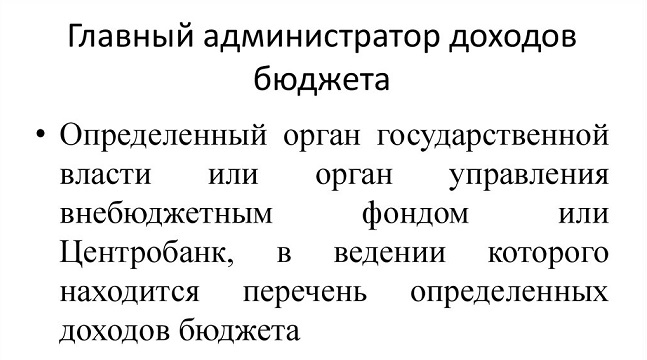 Главный администратор доходов
бюджета
• Определенный орган государственной
власти или орган управления
внебюджетным фондом или
Центробанк, в ведении которого
находится перечень определенных
доходов бюджета